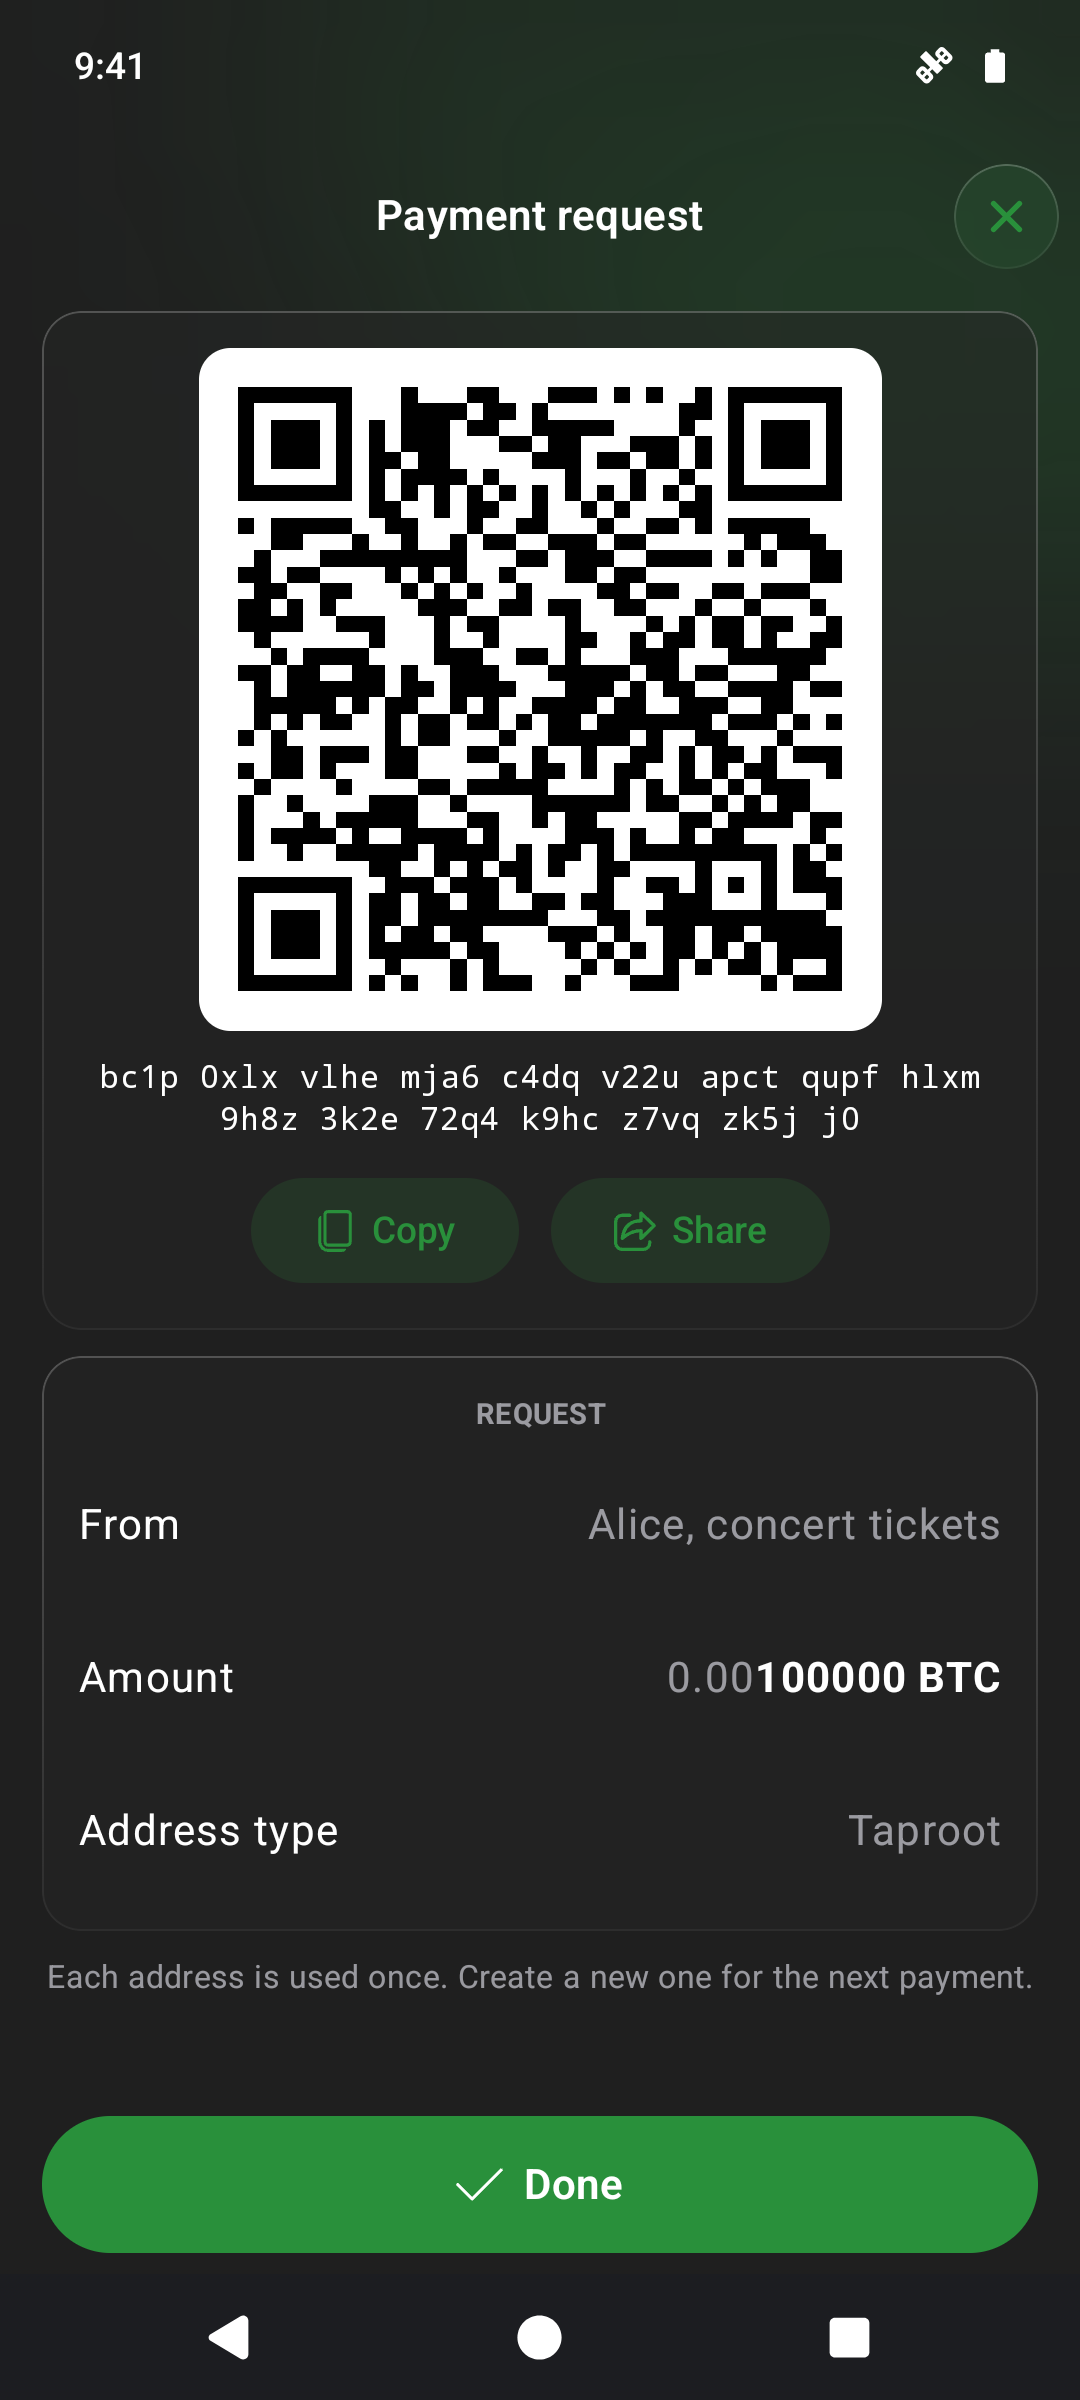 9:41
Payment request
bc1p 0xlx vlhe mja6 c4dq v22u apct qupf hlxm
9h8z 3k2e 72q4 k9hc z7vq zk5j j0
Copy
Share
REQUEST
From
Alice, concert tickets
Amount
0.00100000 BTC
Address type
Taproot
Each address is used once. Create a new one for the next payment.
Done